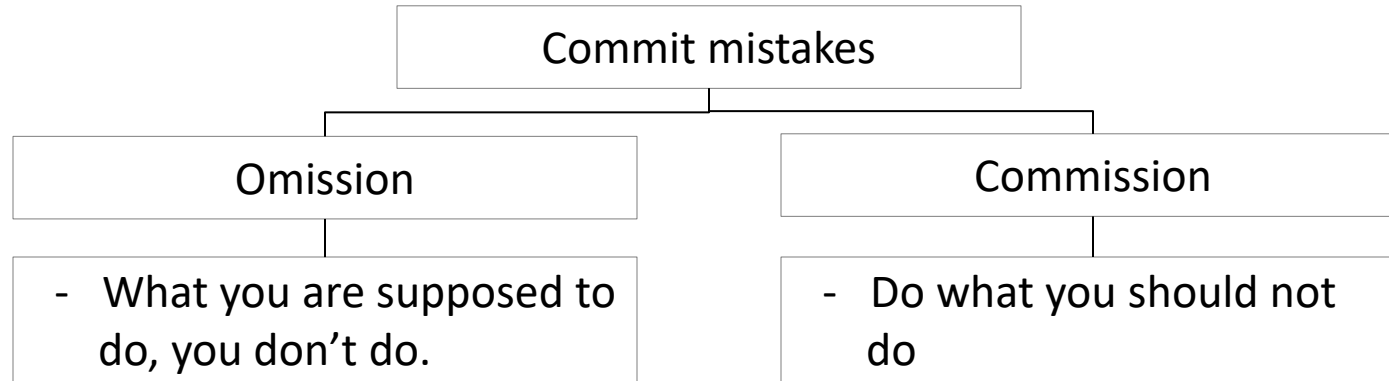 Commit mistakes
Omission
Commission
- What you are supposed to
do, you don’t do.
- Do what you should not
do